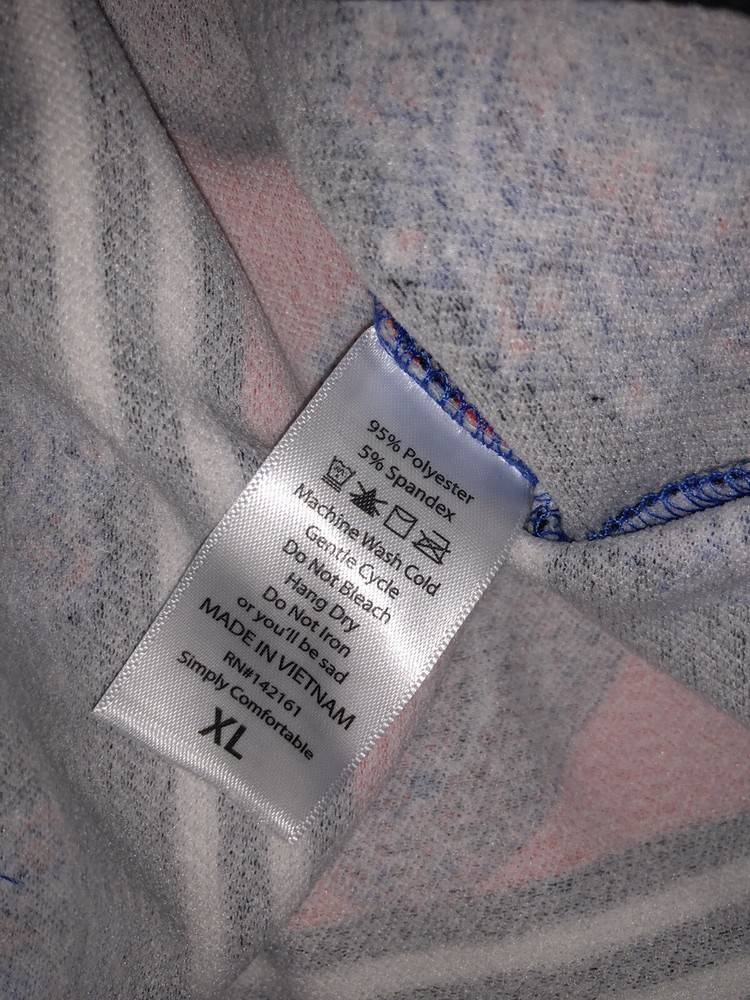 95% Polyester
5% Spandex
Machine Wash Cold
Gentle Cycle
Do Not Bleach
Hang Dry
Do Not Iron
or you'll be sad
MADE IN VIETNAM
RN#142161
Simply Comfortable
XL